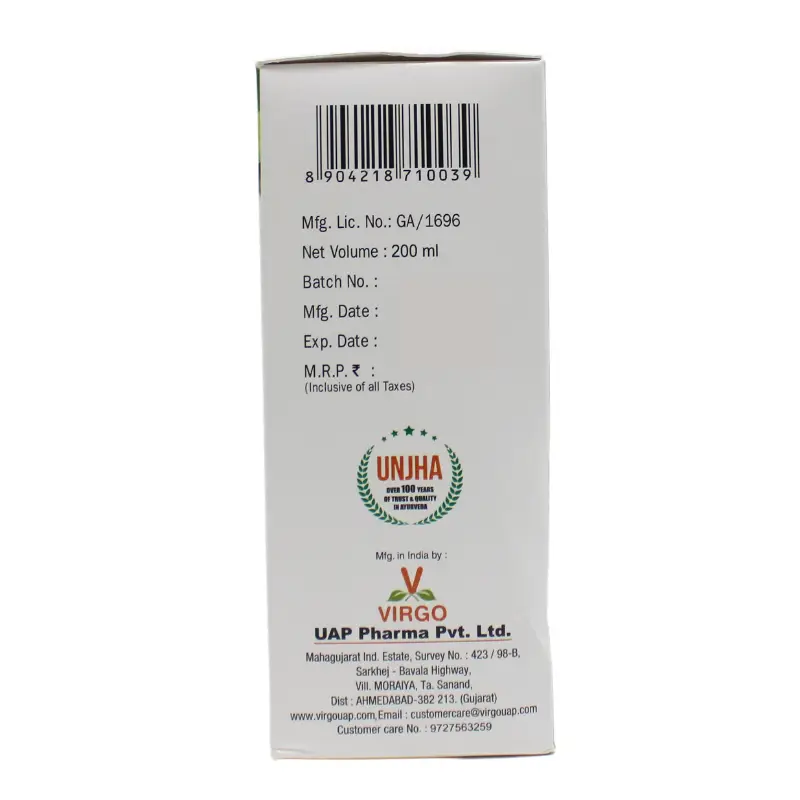 8 904218 710039
Mfg. Lic. No.: GA/1696
Net Volume : 200 ml
Batch No. :
Mfg. Date :
Exp. Date :
M.R.P. ₹ :
(Inclusive of all Taxes)
UNJHA
OVER 100 YEARS
OF TRUST & QUALITY
IN AYURVEDA
Mfg. in India by :
VIRGO
UAP Pharma Pvt. Ltd.
Mahagujarat Ind. Estate, Survey No. : 423 / 98-B,
Sarkhej - Bavala Highway,
Vill. MORAIYA, Ta. Sanand,
Dist : AHMEDABAD-382 213. (Gujarat)
www.virgouap.com,Email : customercare@virgouap.com
Customer care No. : 9727563259